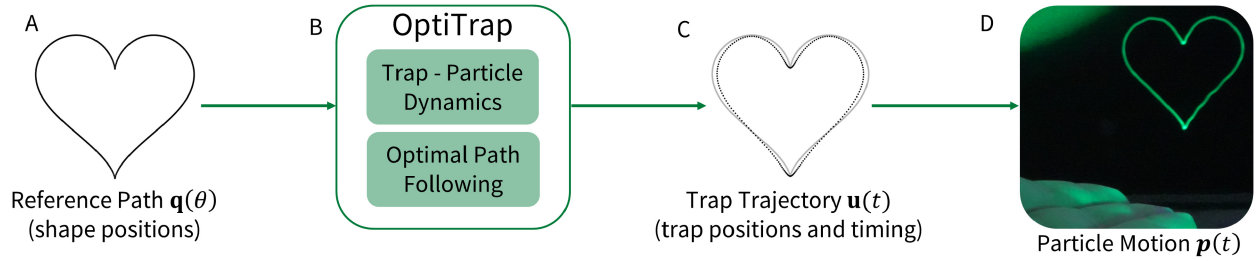 A
Reference Path q(θ)
(shape positions)
B
OptiTrap
Trap - Particle
Dynamics
Optimal Path
Following
C
Trap Trajectory u(t)
(trap positions and timing)
D
Particle Motion p(t)